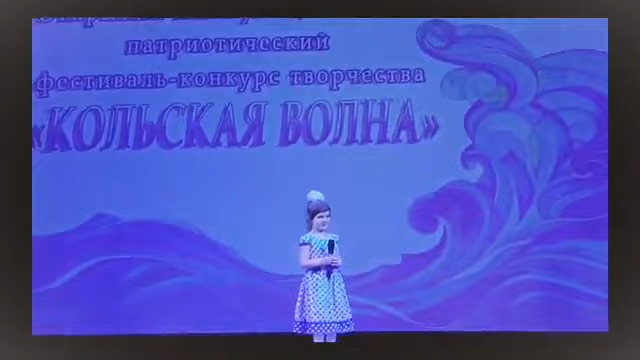 патриотический
фестиваль-конкурс творчества
«КОЛЬСКАЯ ВОЛНА»